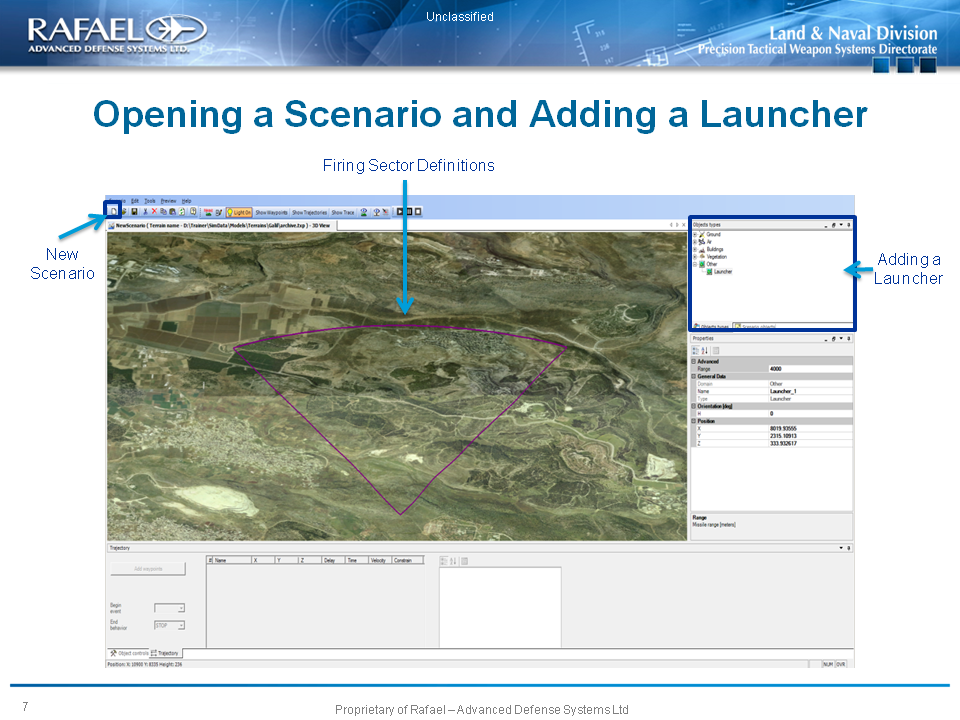 Unclassified
RAFAEL
ADVANCED DEFENSE SYSTEMS LTD.
Land & Naval Division
Precision Tactical Weapon Systems Directorate
Opening a Scenario and Adding a Launcher
Firing Sector Definitions
New
Scenario
Adding a
Launcher
Edit Tools Preview Help
Light On Show Waypoints Show Trajectories Show Trace
NewScenario ( Terrain name - D:\Trainer\SimData\Models\Terrains\Galil\archive.txp ) - 3D View
Objects types
Ground
Air
Buildings
Vegetation
Other
Launcher
Objects types Scenario objects
Properties
Advanced
Range 4000
General Data
Domain Other
Name Launcher_1
Type Launcher
Orientation [deg]
H 0
Position
X 8019.93555
Y 2315.10913
Z 333.932617
Range
Missile range [meters]
Trajectory
Add waypoints
# Name X Y Z Delay Time Velocity Constrain
Begin
event
End
behavior
STOP
Object controls Trajectory
Position: X: 10900 Y: 8335 Height: 236
NUM OVR
7
Proprietary of Rafael – Advanced Defense Systems Ltd